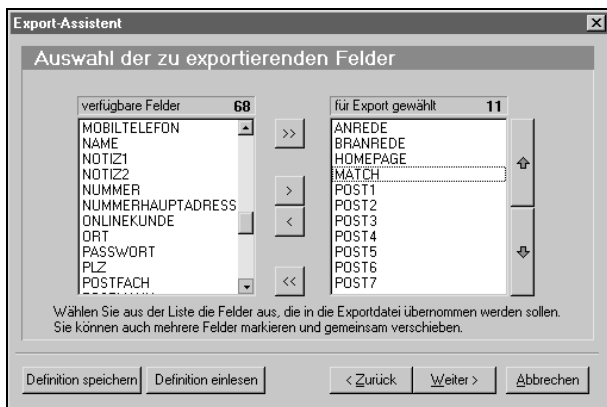 Export-Assistent
Auswahl der zu exportierenden Felder
verfügbare Felder 68
MOBILTELEFON
NAME
NOTIZ1
NOTIZ2
NUMMER
NUMMERHAUPTADRESS
ONLINEKUNDE
ORT
PASSWORT
PLZ
POSTFACH
>>
>
<
<<
für Export gewählt 11
ANREDE
BRANREDE
HOMEPAGE
MATCH
POST1
POST2
POST3
POST4
POST5
POST6
POST7
Wählen Sie aus der Liste die Felder aus, die in die Exportdatei übernommen werden sollen.
Sie können auch mehrere Felder markieren und gemeinsam verschieben.
Definition speichern Definition einlesen < Zurück Weiter > Abbrechen